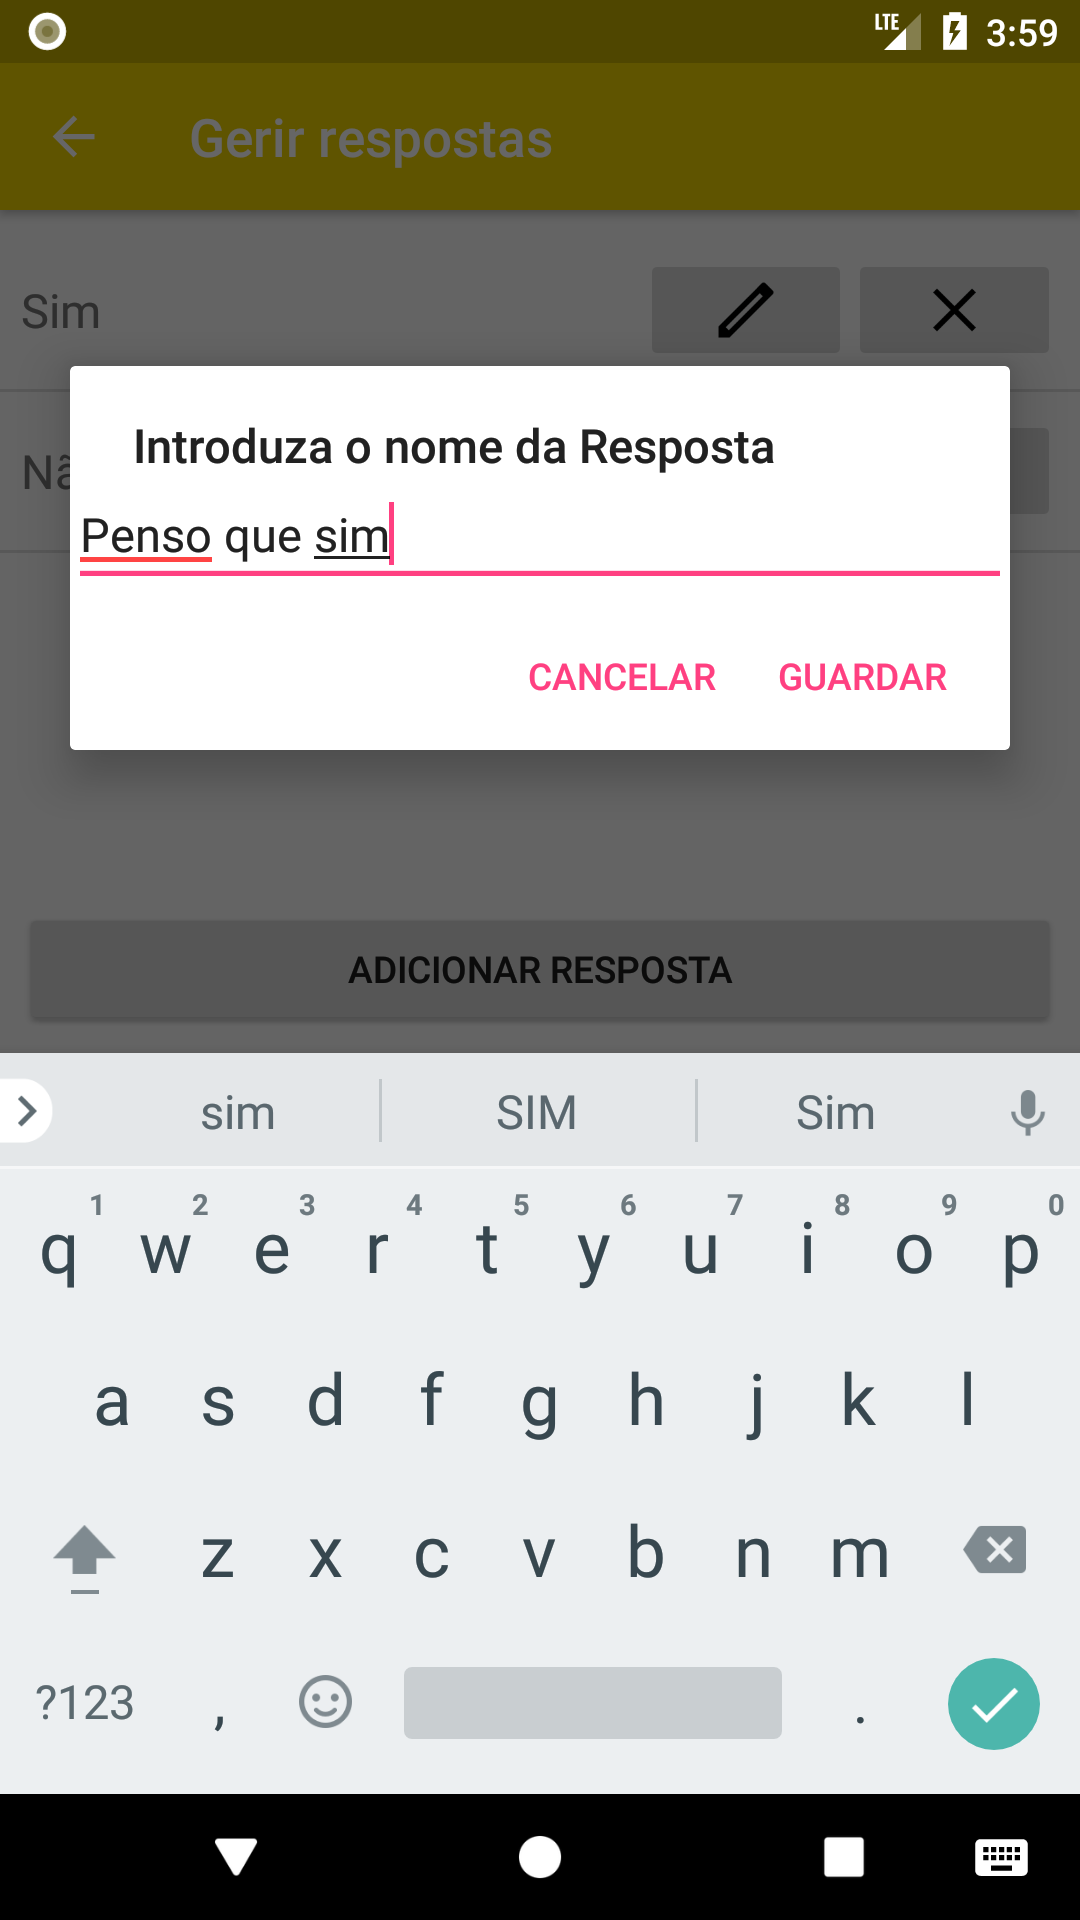 LTE 3:59
Gerir respostas
Sim
Introduza o nome da Resposta
Nã
Penso que sim
CANCELAR GUARDAR
ADICIONAR RESPOSTA
sim SIM Sim
1 2 3 4 5 6 7 8 9 0
q w e r t y u i o p
a s d f g h j k l
z x c v b n m
?123 , .